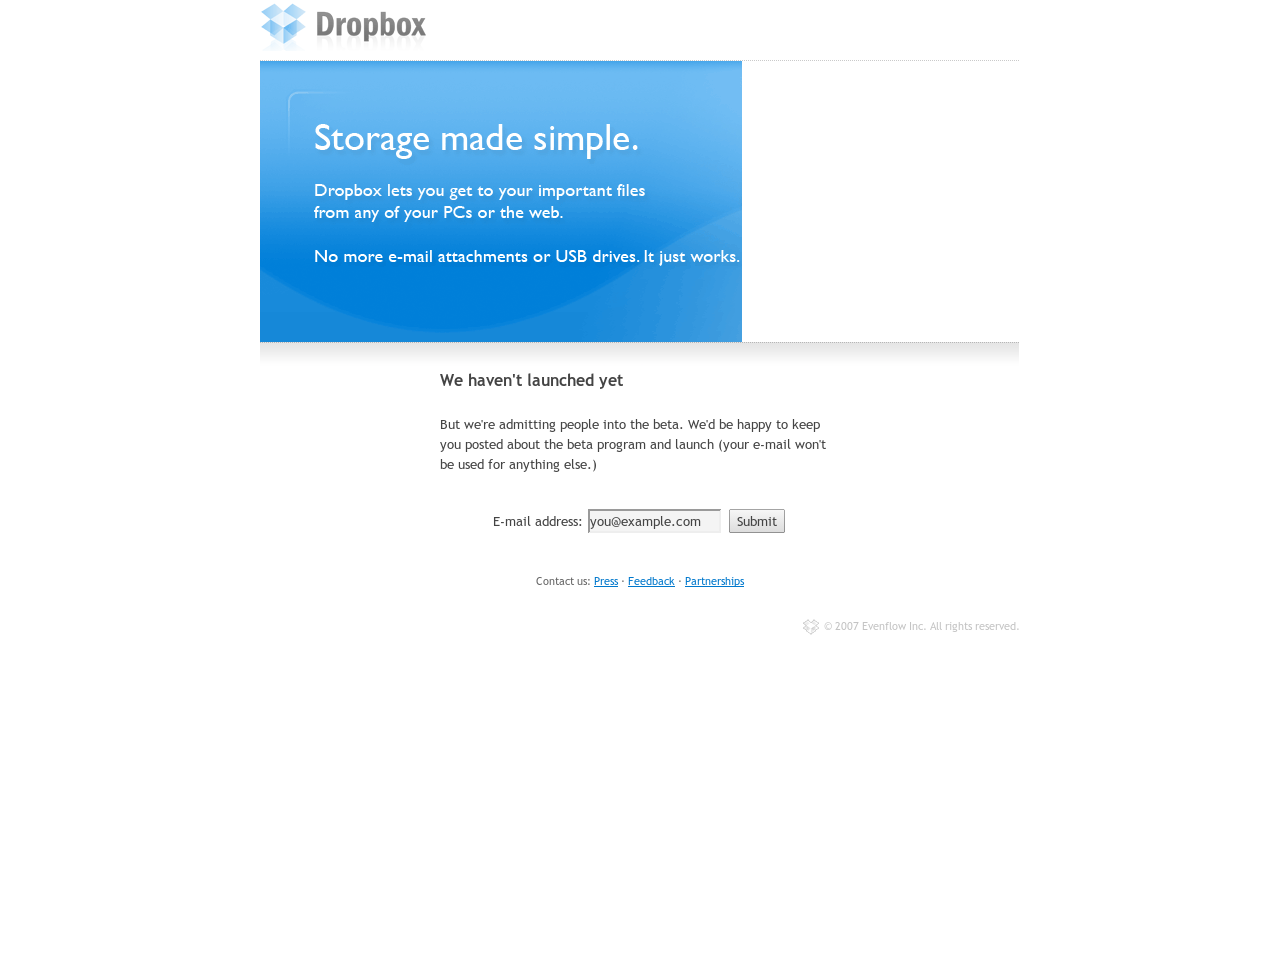 Dropbox
Storage made simple.
Dropbox lets you get to your important files
from any of your PCs or the web.
No more e-mail attachments or USB drives. It just works.
We haven't launched yet
But we're admitting people into the beta. We'd be happy to keep
you posted about the beta program and launch (your e-mail won't
be used for anything else.)
E-mail address: you@example.com Submit
Contact us: Press · Feedback · Partnerships
© 2007 Evenflow Inc. All rights reserved.